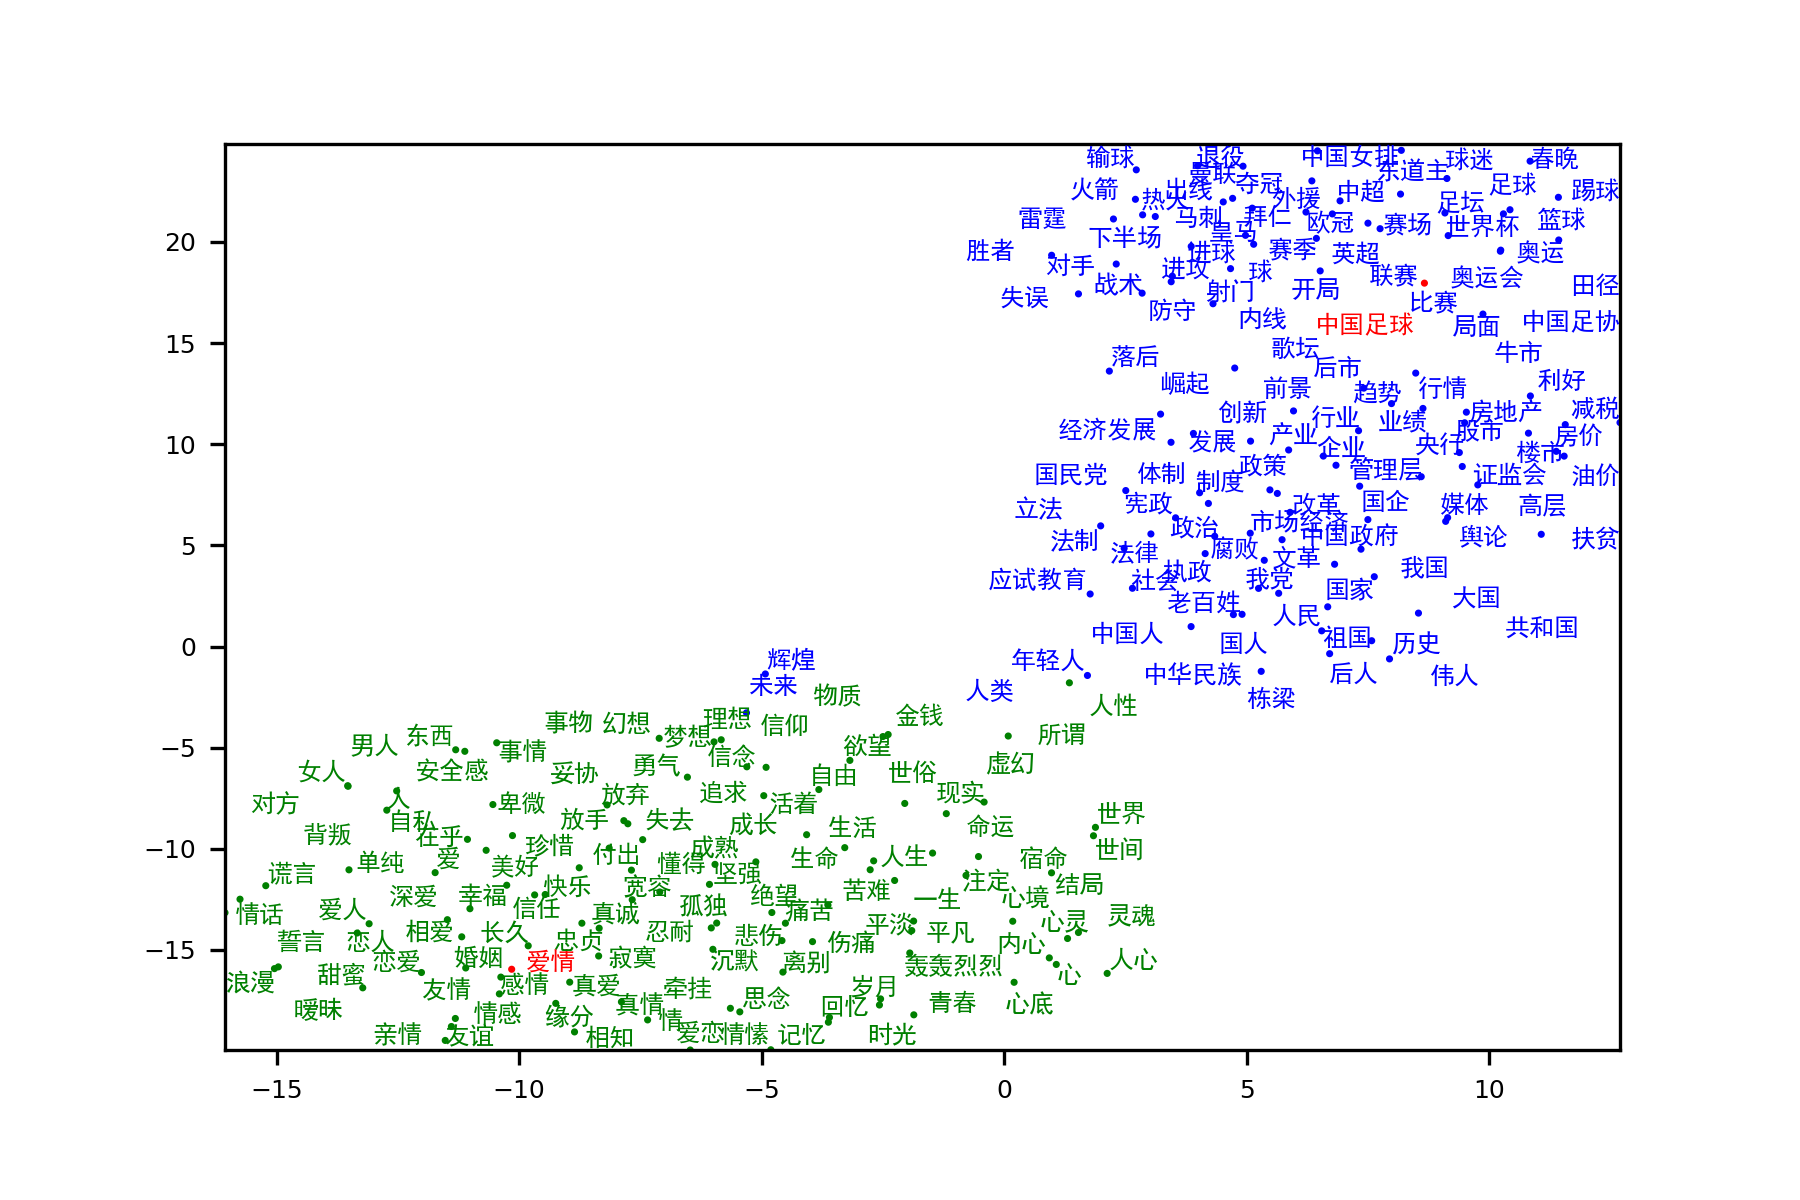 输球 退役 中国女排 东道主 球迷 春晚
火箭 热火 出线 曼联 夺冠 外援 中超 足球 踢球
雷霆 马刺 皇马 拜仁 欧冠 赛场 足坛 世界杯 篮球
20
胜者 下半场 对手 进攻 进球 球 赛季 英超 联赛 奥运会 奥运
失误 战术 防守 射门 内线 开局 比赛 田径
中国足球 局面 中国足协
15
落后 歌坛 后市 牛市
崛起 前景 趋势 行情 利好
经济发展 发展 创新 产业 行业 业绩 房地产 减税
10
企业 央行 股市 楼市 房价
国民党 体制 制度 政策 管理层 证监会 油价
立法 宪政 改革 国企 媒体 高层
5
法制 法律 政治 腐败 市场经济 中国政府 文革 舆论 扶贫
应试教育 社会 执政 我党 国家 我国 大国
中国人 老百姓 国人 人民 祖国 历史 共和国
0
辉煌 年轻人 中华民族 后人 伟人
未来 物质 人类 人性 栋梁
−5
男人 东西 事物 事情 幻想 梦想 理想 信仰 金钱 所谓
女人 安全感 妥协 勇气 信念 欲望 自由 世俗 虚幻
对方 人 卑微 放弃 追求 活着 现实 世界
背叛 自私 在乎 放手 失去 成长 生活 命运 世间
−10
谎言 单纯 爱 珍惜 美好 付出 懂得 成熟 生命 人生 宿命
情话 爱人 深爱 幸福 快乐 信任 宽容 坚强 绝望 苦难 注定 结局
誓言 恋人 相爱 长久 真诚 孤独 痛苦 一生 心境 灵魂
−15
忠贞 忍耐 悲伤 伤痛 平淡 平凡 内心 心灵
浪漫 甜蜜 恋爱 婚姻 爱情 寂寞 沉默 离别 轰轰烈烈 心 人心
暧昧 友情 感情 真爱 真情 牵挂 思念 岁月 回忆 青春 心底
亲情 友谊 情感 缘分 相知 情 爱恋 情愫 记忆 时光
−15 −10 −5 0 5 10